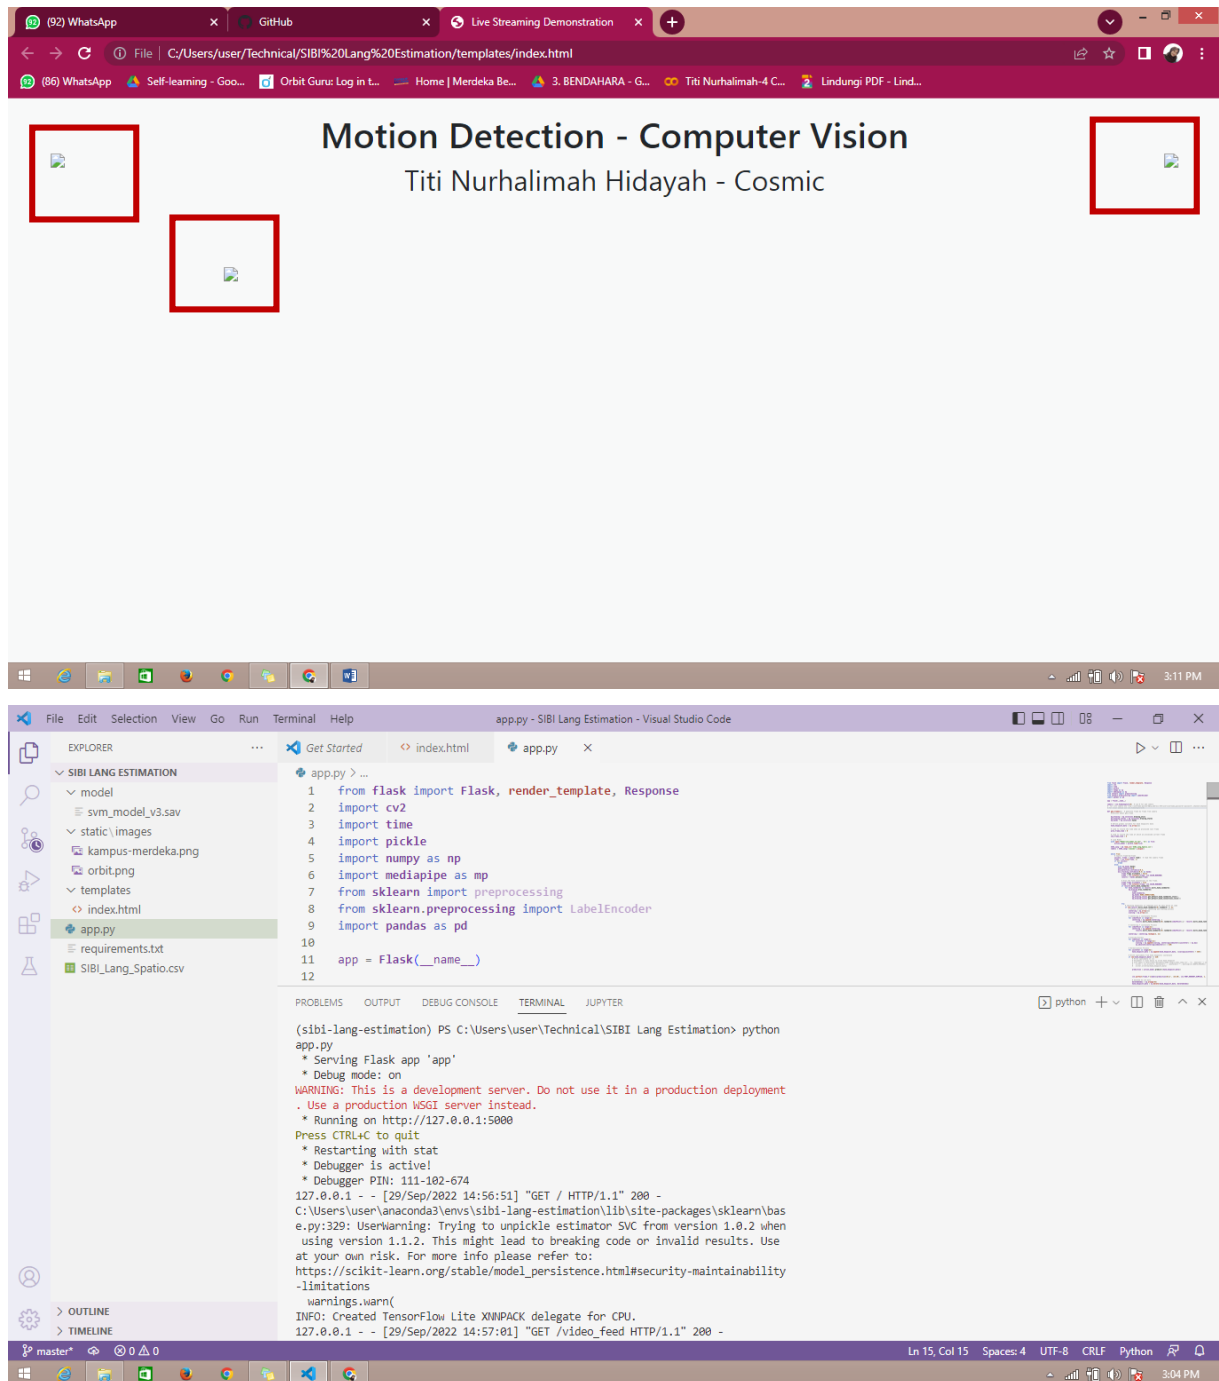 (92) WhatsApp
GitHub
Live Streaming Demonstration
File
C:/Users/user/Technical/SIBI%20Lang%20Estimation/templates/index.html
(86) WhatsApp
Self-learning - Goo...
Orbit Guru: Log in t...
Home | Merdeka Be...
3. BENDAHARA - G...
Titi Nurhalimah-4 C...
Lindungi PDF - Lind...
Motion Detection - Computer Vision
Titi Nurhalimah Hidayah - Cosmic
3:11 PM
File Edit Selection View Go Run Terminal Help
app.py - SIBI Lang Estimation - Visual Studio Code
EXPLORER
SIBI LANG ESTIMATION
model
svm_model_v3.sav
static\images
kampus-merdeka.png
orbit.png
templates
index.html
app.py
requirements.txt
SIBI_Lang_Spatio.csv
OUTLINE
TIMELINE
Get Started
index.html
app.py
app.py > ...
1 from flask import Flask, render_template, Response
2 import cv2
3 import time
4 import pickle
5 import numpy as np
6 import mediapipe as mp
7 from sklearn import preprocessing
8 from sklearn.preprocessing import LabelEncoder
9 import pandas as pd
10
11 app = Flask(__name__)
12
PROBLEMS OUTPUT DEBUG CONSOLE TERMINAL JUPYTER
python
(sibi-lang-estimation) PS C:\Users\user\Technical\SIBI Lang Estimation> python
app.py
* Serving Flask app 'app'
* Debug mode: on
WARNING: This is a development server. Do not use it in a production deployment
. Use a production WSGI server instead.
* Running on http://127.0.0.1:5000
Press CTRL+C to quit
* Restarting with stat
* Debugger is active!
* Debugger PIN: 111-102-674
127.0.0.1 - - [29/Sep/2022 14:56:51] "GET / HTTP/1.1" 200 -
C:\Users\user\anaconda3\envs\sibi-lang-estimation\lib\site-packages\sklearn\bas
e.py:329: UserWarning: Trying to unpickle estimator SVC from version 1.0.2 when
using version 1.1.2. This might lead to breaking code or invalid results. Use
at your own risk. For more info please refer to:
https://scikit-learn.org/stable/model_persistence.html#security-maintainability
-limitations
warnings.warn(
INFO: Created TensorFlow Lite XNNPACK delegate for CPU.
127.0.0.1 - - [29/Sep/2022 14:57:01] "GET /video_feed HTTP/1.1" 200 -
master* 0 0
Ln 15, Col 15 Spaces: 4 UTF-8 CRLF Python
3:04 PM